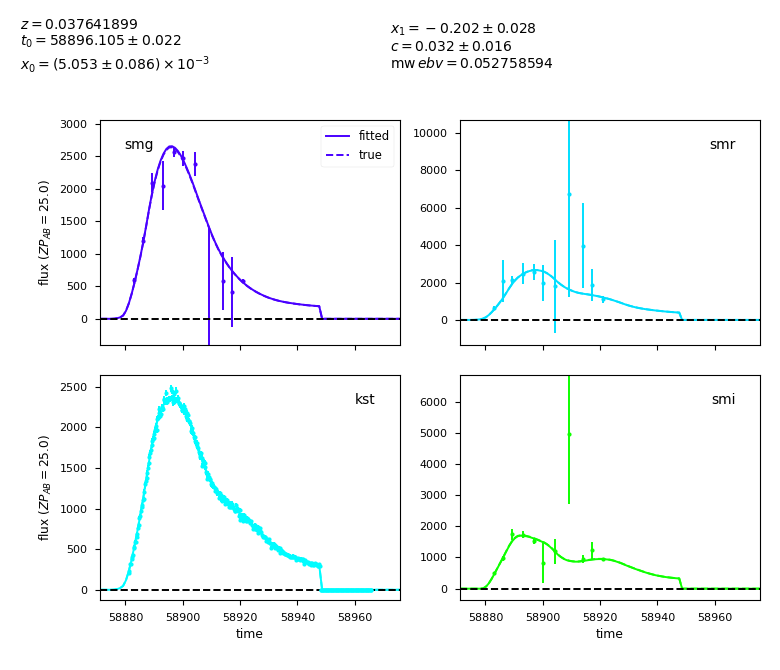 z = 0.037641899
t₀ = 58896.105 ± 0.022
x₀ = (5.053 ± 0.086) × 10⁻³
x₁ = −0.202 ± 0.028
c = 0.032 ± 0.016
mw ebv = 0.052758594
smg
fitted
true
3000
2500
2000
1500
1000
500
0
flux (ZP_AB = 25.0)
smr
10000
8000
6000
4000
2000
0
kst
2500
2000
1500
1000
500
0
flux (ZP_AB = 25.0)
58880 58900 58920 58940 58960
time
smi
6000
5000
4000
3000
2000
1000
0
58880 58900 58920 58940 58960
time